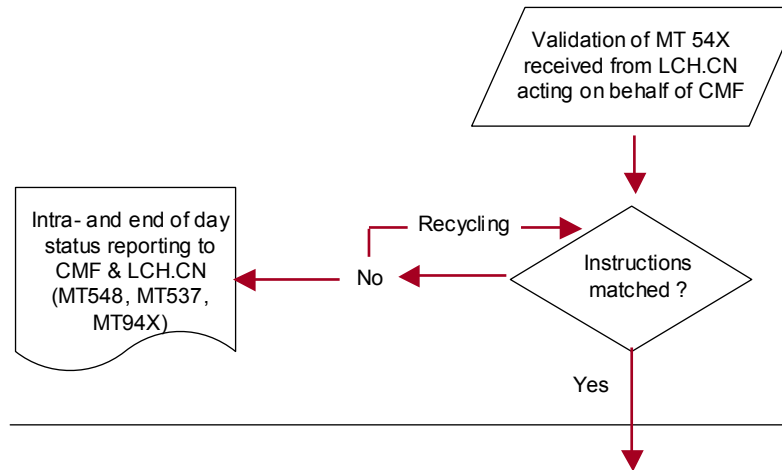 Validation of MT 54X
received from LCH.CN
acting on behalf of CMF
Recycling
Intra- and end of day
status reporting to
CMF & LCH.CN
(MT548, MT537,
MT94X)
No
Instructions
matched ?
Yes